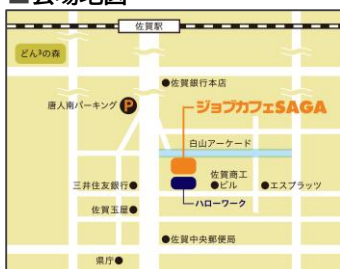 ■会場地図
佐賀駅
どん3の森
●佐賀銀行本店
唐人南パーキング P
ジョブカフェSAGA
白山アーケード
佐賀商工
●ビル
三井住友銀行●
●エスプラッツ
ハローワーク
佐賀玉屋●
●佐賀中央郵便局
県庁●